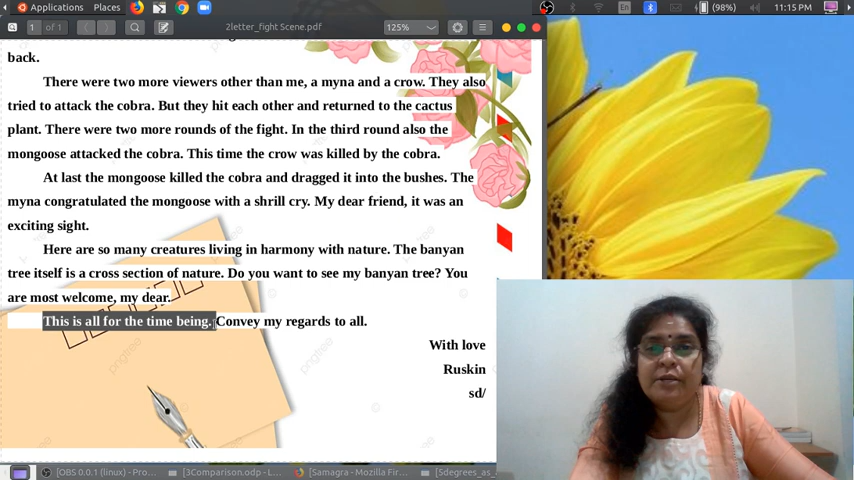 Applications Places En (98%) 11:15 PM
1 of 1 2letter_fight Scene.pdf 125%
back.
There were two more viewers other than me, a myna and a crow. They also
tried to attack the cobra. But they hit each other and returned to the cactus
plant. There were two more rounds of the fight. In the third round also the
mongoose attacked the cobra. This time the crow was killed by the cobra.
At last the mongoose killed the cobra and dragged it into the bushes. The
myna congratulated the mongoose with a shrill cry. My dear friend, it was an
exciting sight.
Here are so many creatures living in harmony with nature. The banyan
tree itself is a cross section of nature. Do you want to see my banyan tree? You
are most welcome, my dear.
This is all for the time being. Convey my regards to all.
With love
Ruskin
sd/
pngtree
[OBS 0.0.1 (linux) - Pro... [3Comparison.odp - L... [Samagra - Mozilla Fir... [5degrees_as_